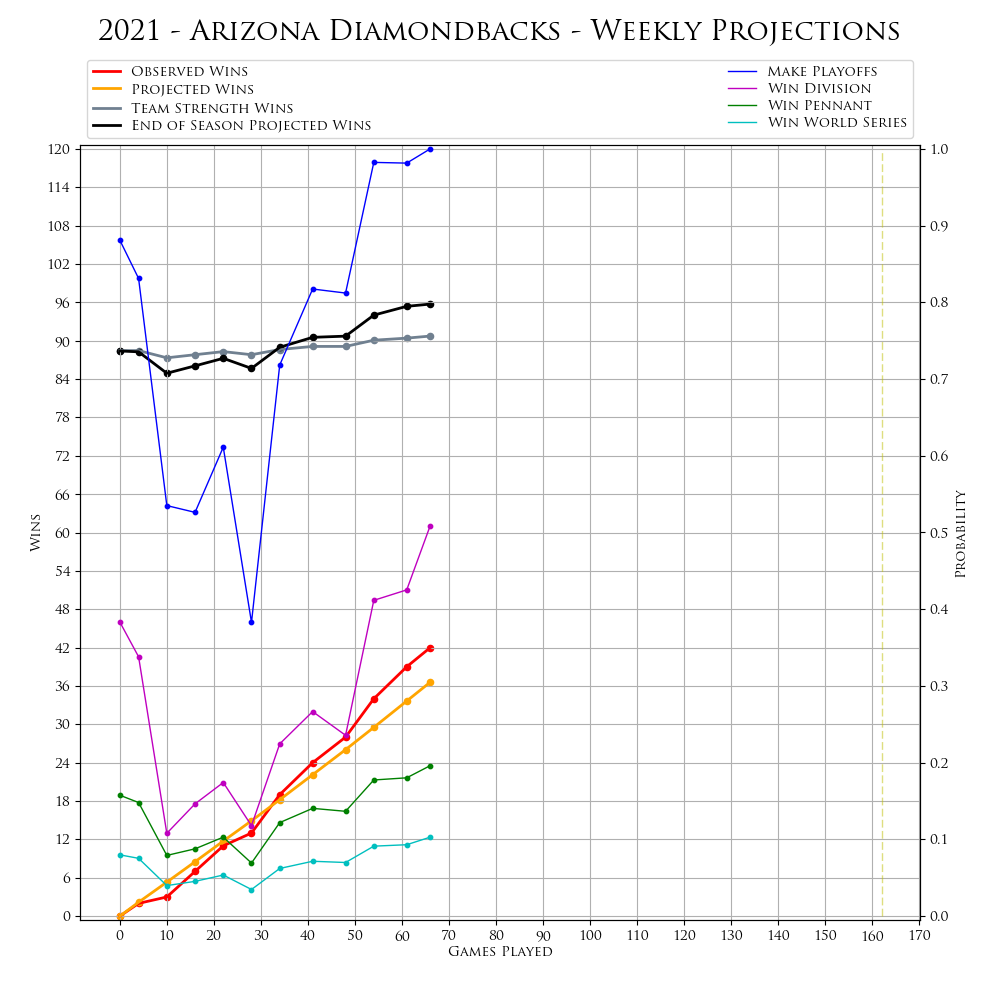 2021 - Arizona Diamondbacks - Weekly Projections
Observed Wins
Projected Wins
Team Strength Wins
End of Season Projected Wins
Make Playoffs
Win Division
Win Pennant
Win World Series
120
114
108
102
96
90
84
78
72
66
60
54
48
42
36
30
24
18
12
6
0
Wins
1.0
0.9
0.8
0.7
0.6
0.5
0.4
0.3
0.2
0.1
0.0
Probability
0 10 20 30 40 50 60 70 80 90 100 110 120 130 140 150 160 170
Games Played